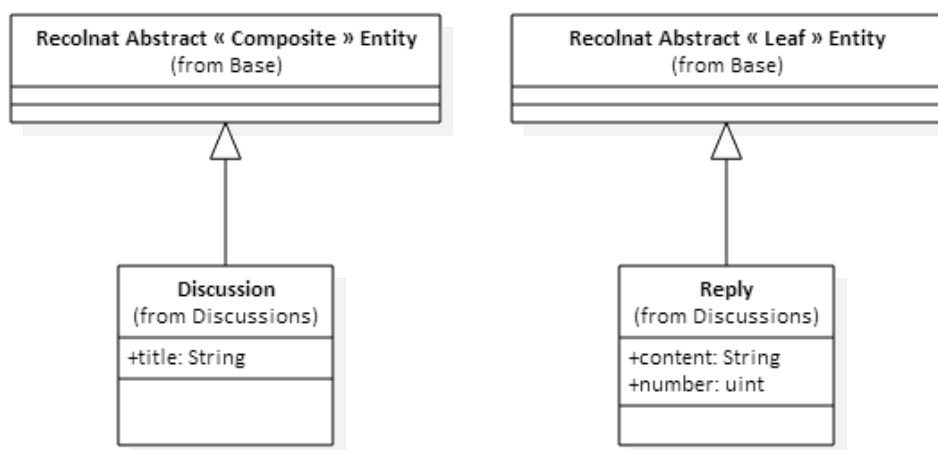 Recolnat Abstract « Composite » Entity
(from Base)
Recolnat Abstract « Leaf » Entity
(from Base)
Discussion
(from Discussions)
+title: String
Reply
(from Discussions)
+content: String
+number: uint